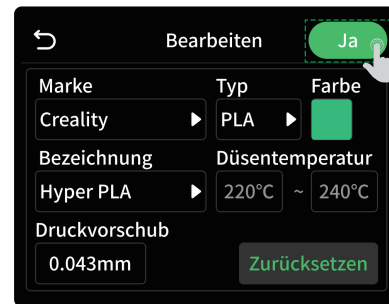 Bearbeiten Ja
Marke Typ Farbe
Creality PLA
Bezeichnung Düsentemperatur
Hyper PLA 220°C ~ 240°C
Druckvorschub
0.043mm Zurücksetzen